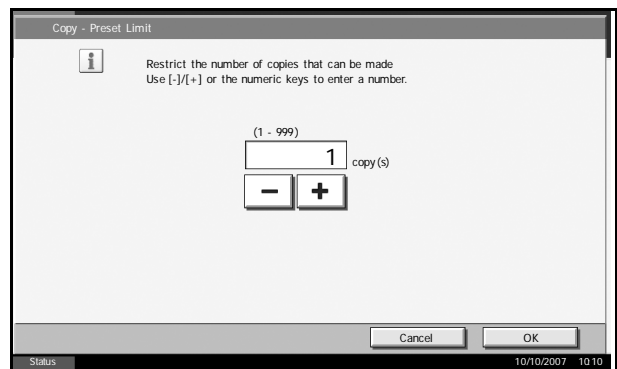 Copy - Preset Limit
Restrict the number of copies that can be made
Use [-]/[+] or the numeric keys to enter a number.
(1 - 999)
1 copy(s)
Cancel OK
Status 10/10/2007 10:10